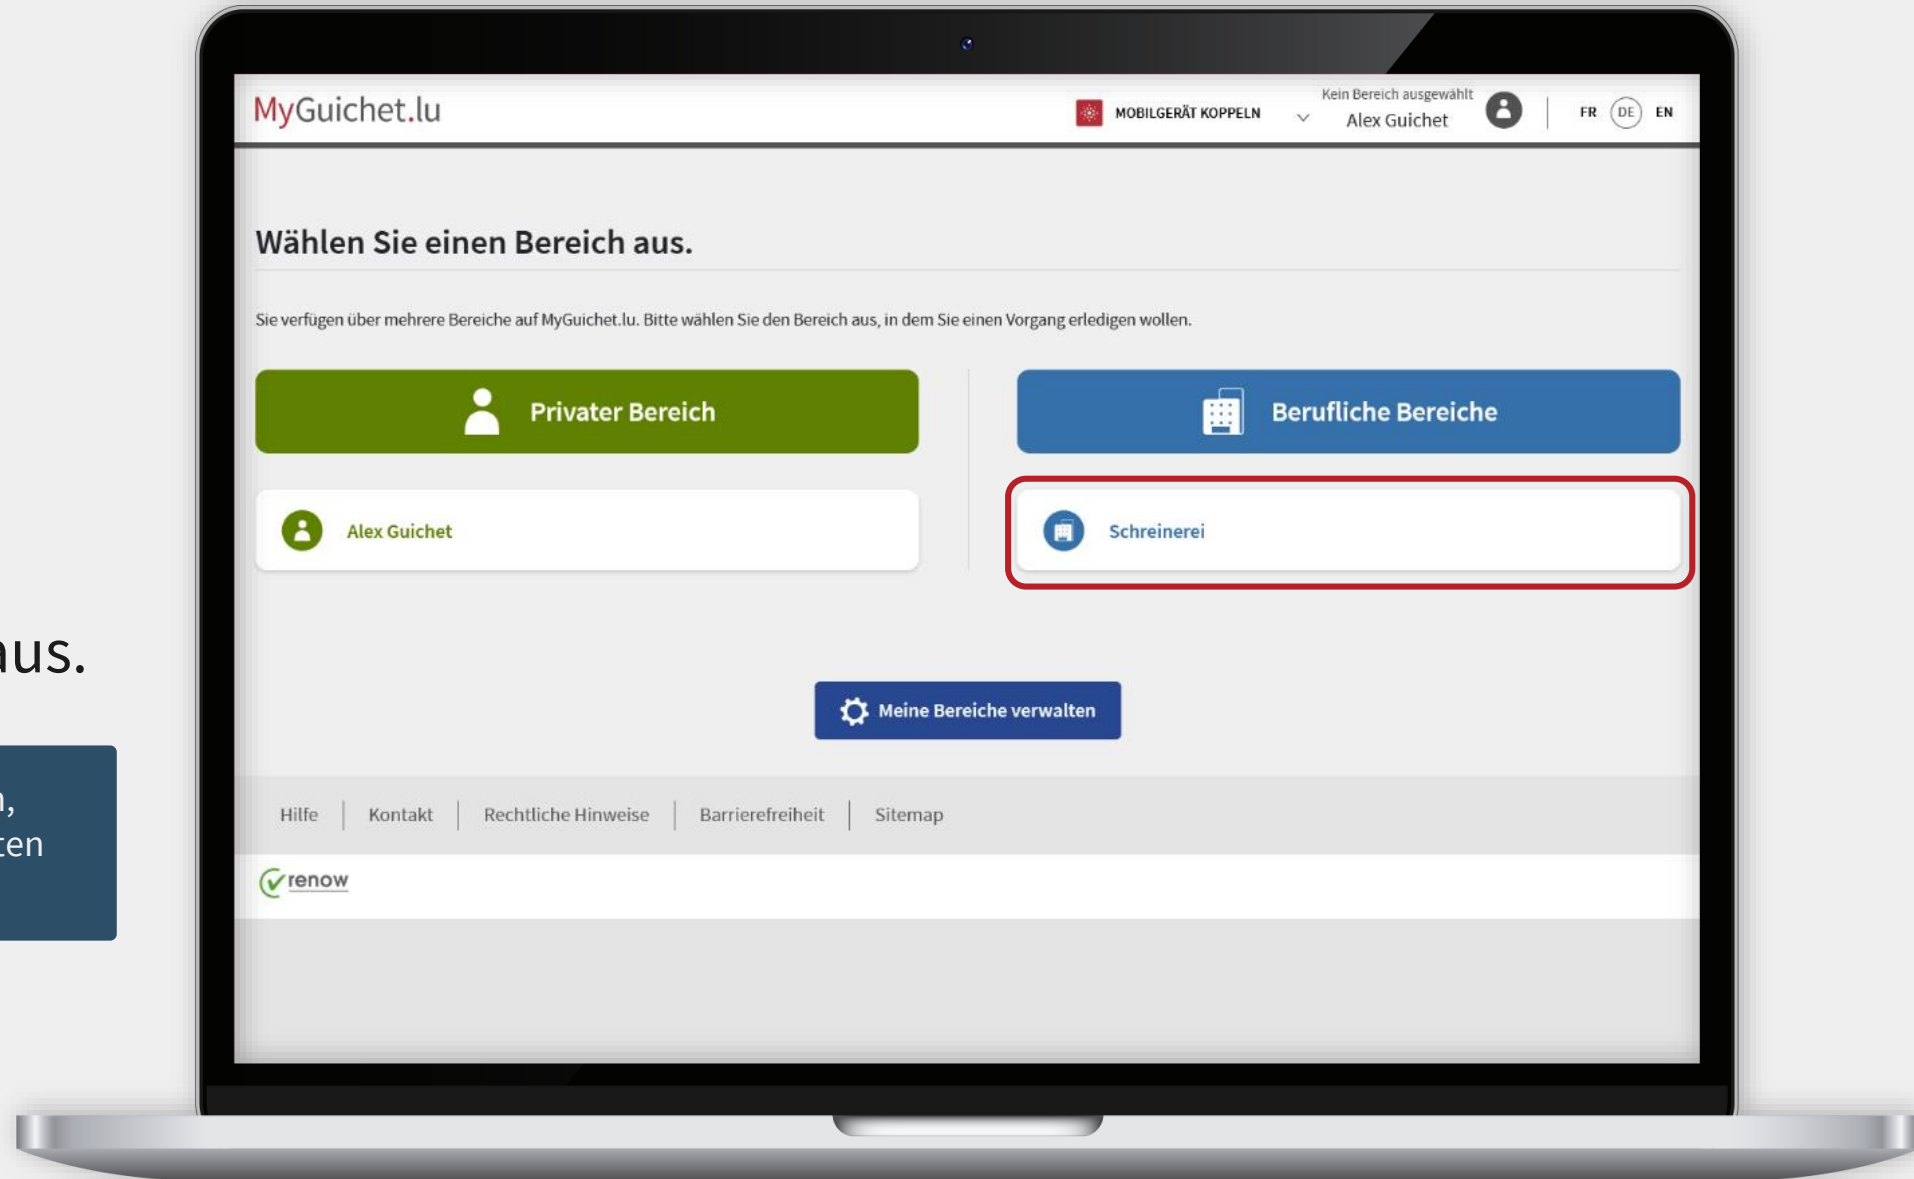 MyGuichet.lu
MOBILGERÄT KOPPELN
Kein Bereich ausgewählt
Alex Guichet
FR DE EN
Wählen Sie einen Bereich aus.
Sie verfügen über mehrere Bereiche auf MyGuichet.lu. Bitte wählen Sie den Bereich aus, in dem Sie einen Vorgang erledigen wollen.
Privater Bereich
Berufliche Bereiche
Alex Guichet
Schreinerei
aus.
Meine Bereiche verwalten
Hilfe | Kontakt | Rechtliche Hinweise | Barrierefreiheit | Sitemap
renow